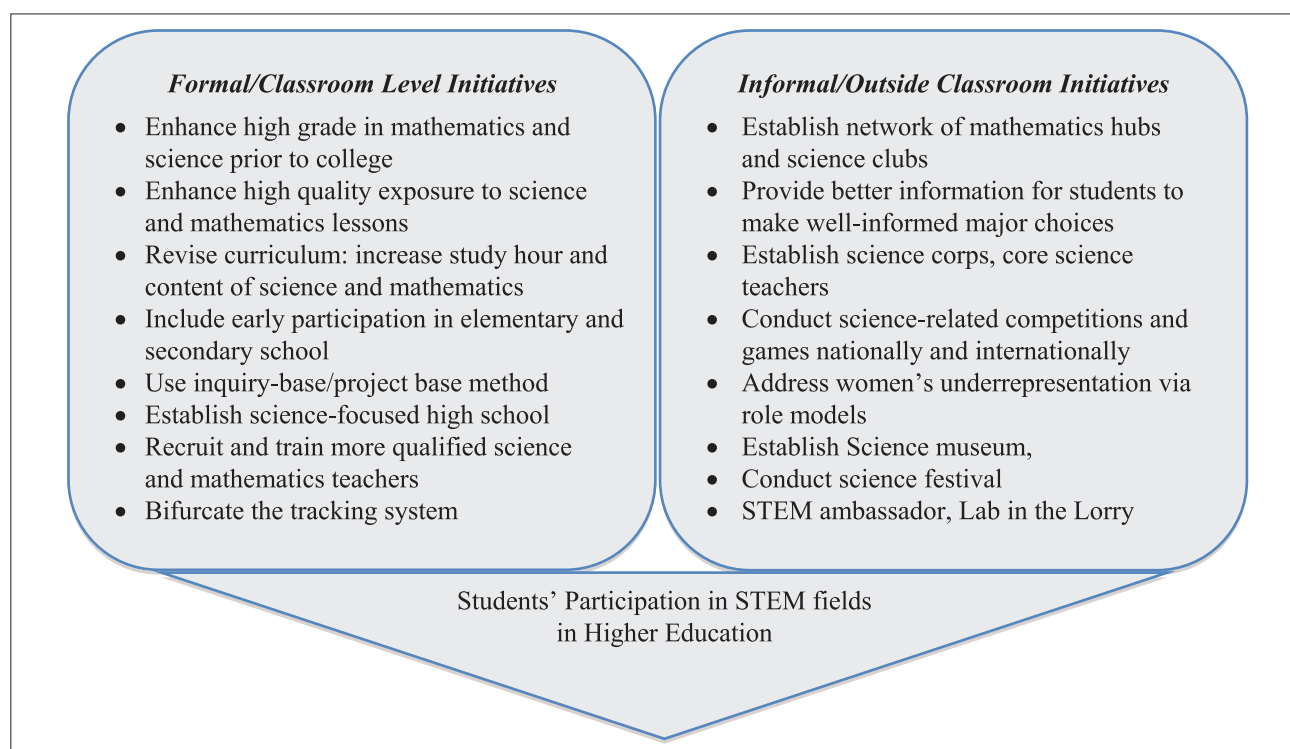 Formal/Classroom Level Initiatives
• Enhance high grade in mathematics and
science prior to college
• Enhance high quality exposure to science
and mathematics lessons
• Revise curriculum: increase study hour and
content of science and mathematics
• Include early participation in elementary and
secondary school
• Use inquiry-base/project base method
• Establish science-focused high school
• Recruit and train more qualified science
and mathematics teachers
• Bifurcate the tracking system
Informal/Outside Classroom Initiatives
• Establish network of mathematics hubs
and science clubs
• Provide better information for students to
make well-informed major choices
• Establish science corps, core science
teachers
• Conduct science-related competitions and
games nationally and internationally
• Address women’s underrepresentation via
role models
• Establish Science museum,
• Conduct science festival
• STEM ambassador, Lab in the Lorry
Students’ Participation in STEM fields
in Higher Education